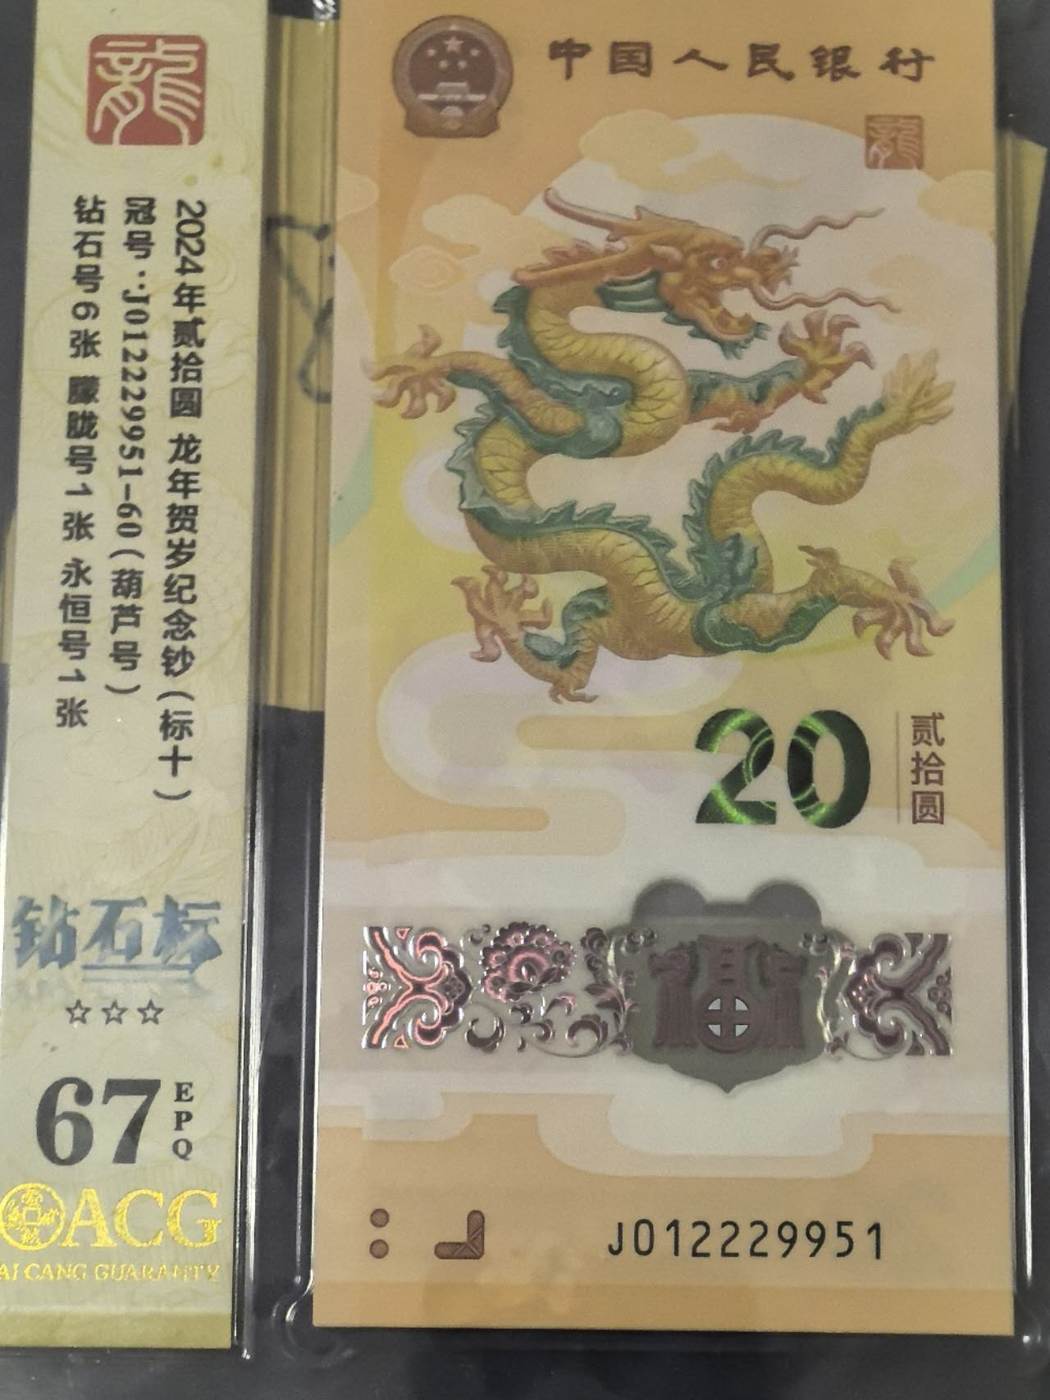 龍
2024年贰拾圆 龙年贺岁纪念钞(标十)
冠号:J012229951-60(葫芦号)
钻石号6张 朦胧号1张 永恒号1张
钻石标
☆☆☆
67
EPQ
ACG
AI CANG GUARANTY
中国人民银行
龍
20
贰拾圆
J012229951